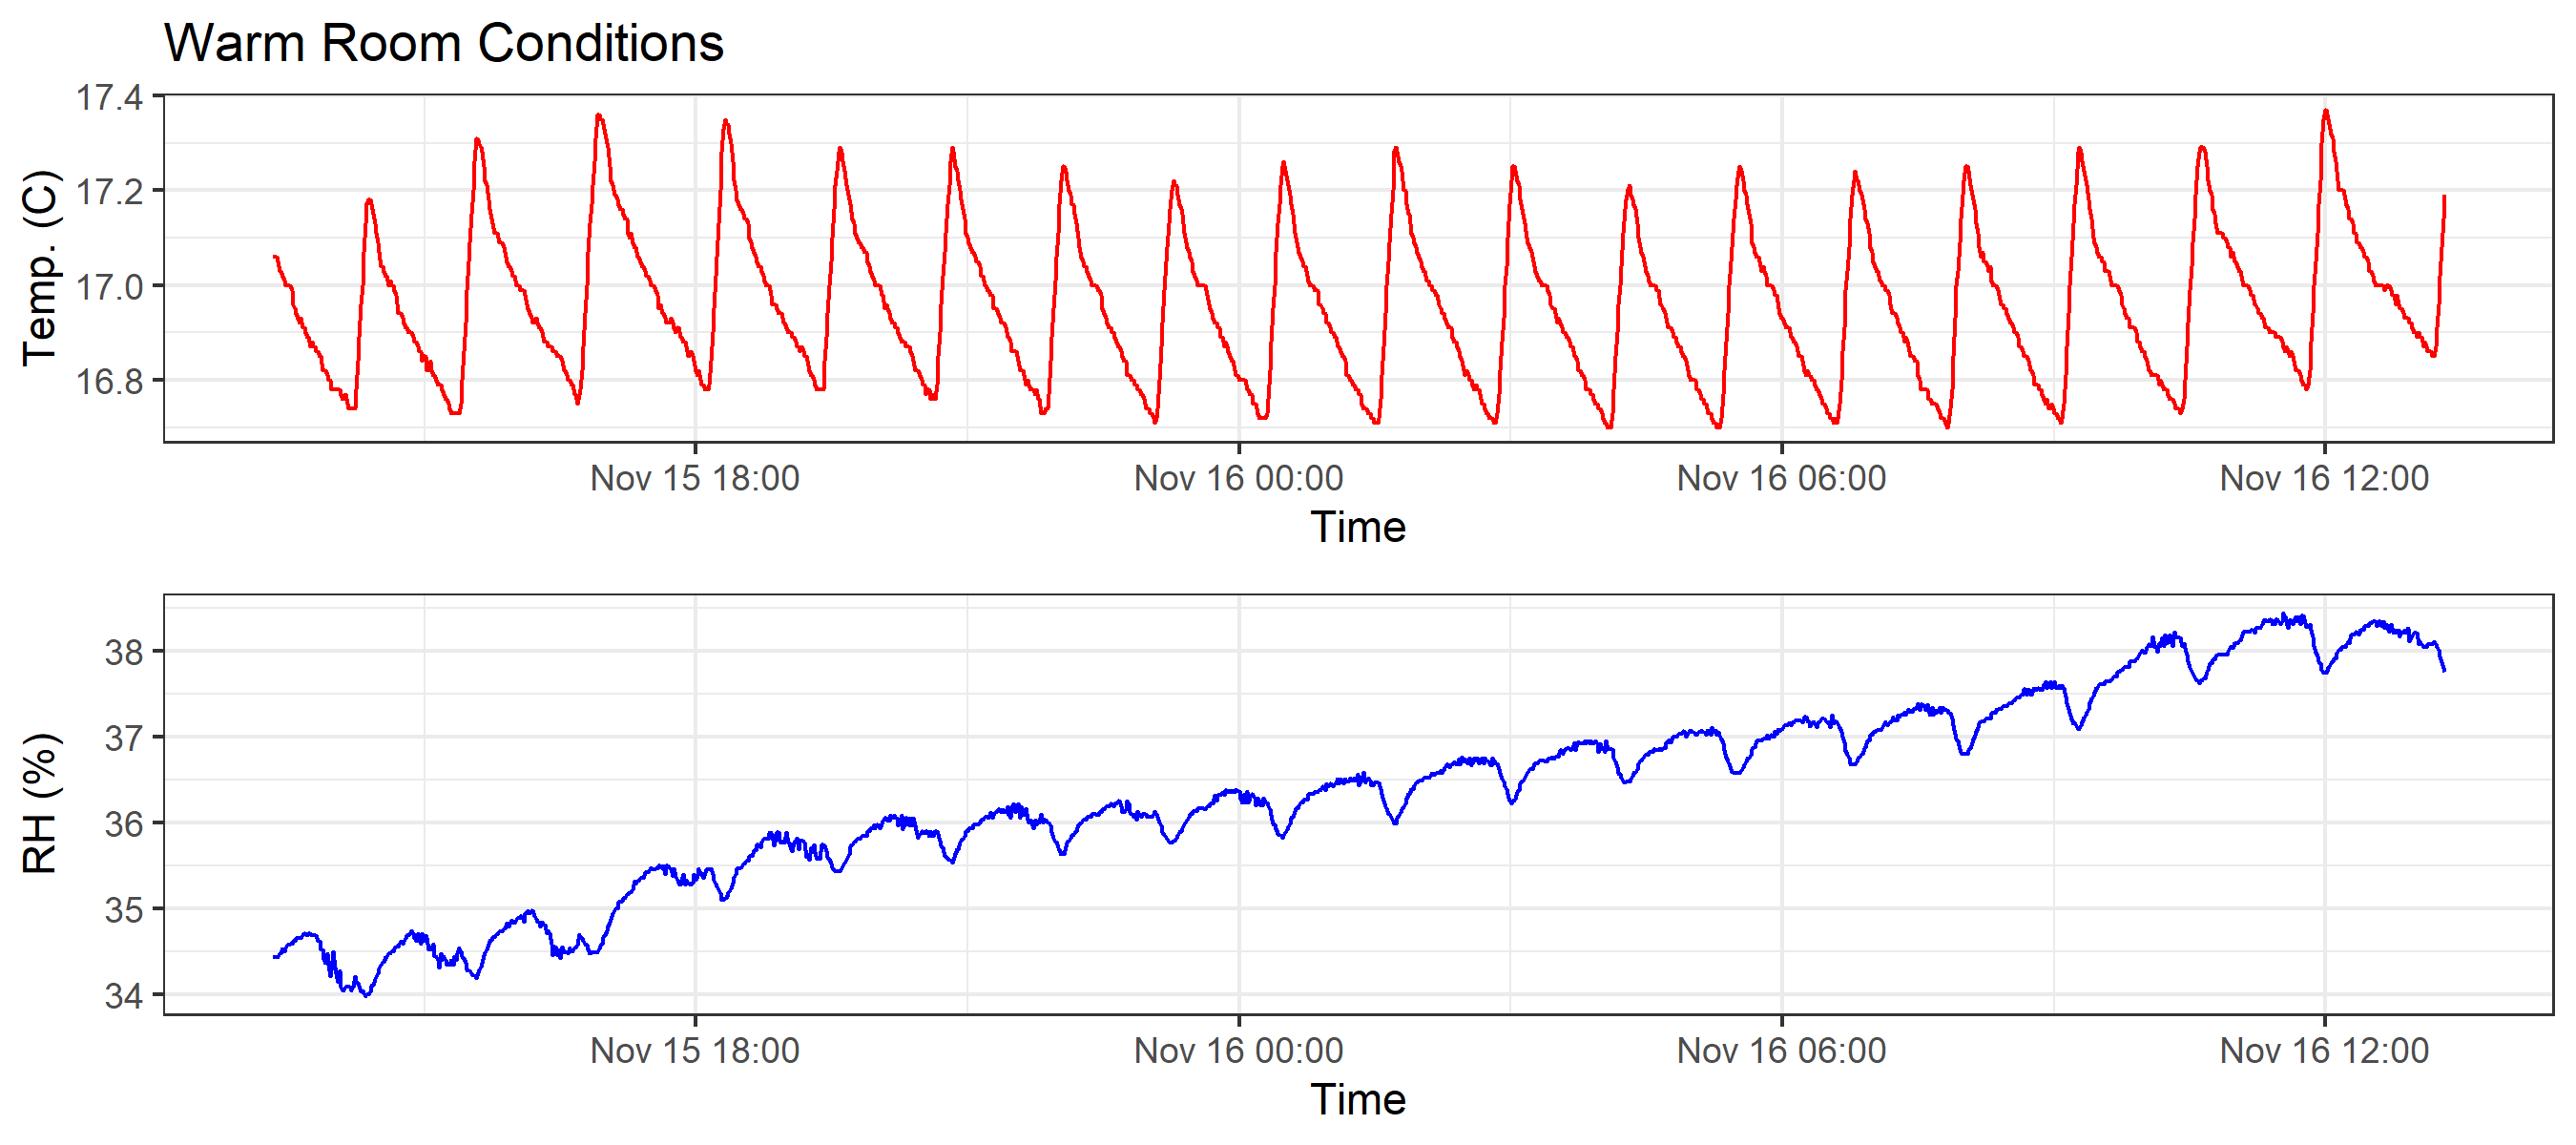 Warm Room Conditions
17.4
17.2
17.0
16.8
Temp. (C)
Nov 15 18:00 Nov 16 00:00 Nov 16 06:00 Nov 16 12:00
Time
38
37
36
35
34
RH (%)
Nov 15 18:00 Nov 16 00:00 Nov 16 06:00 Nov 16 12:00
Time